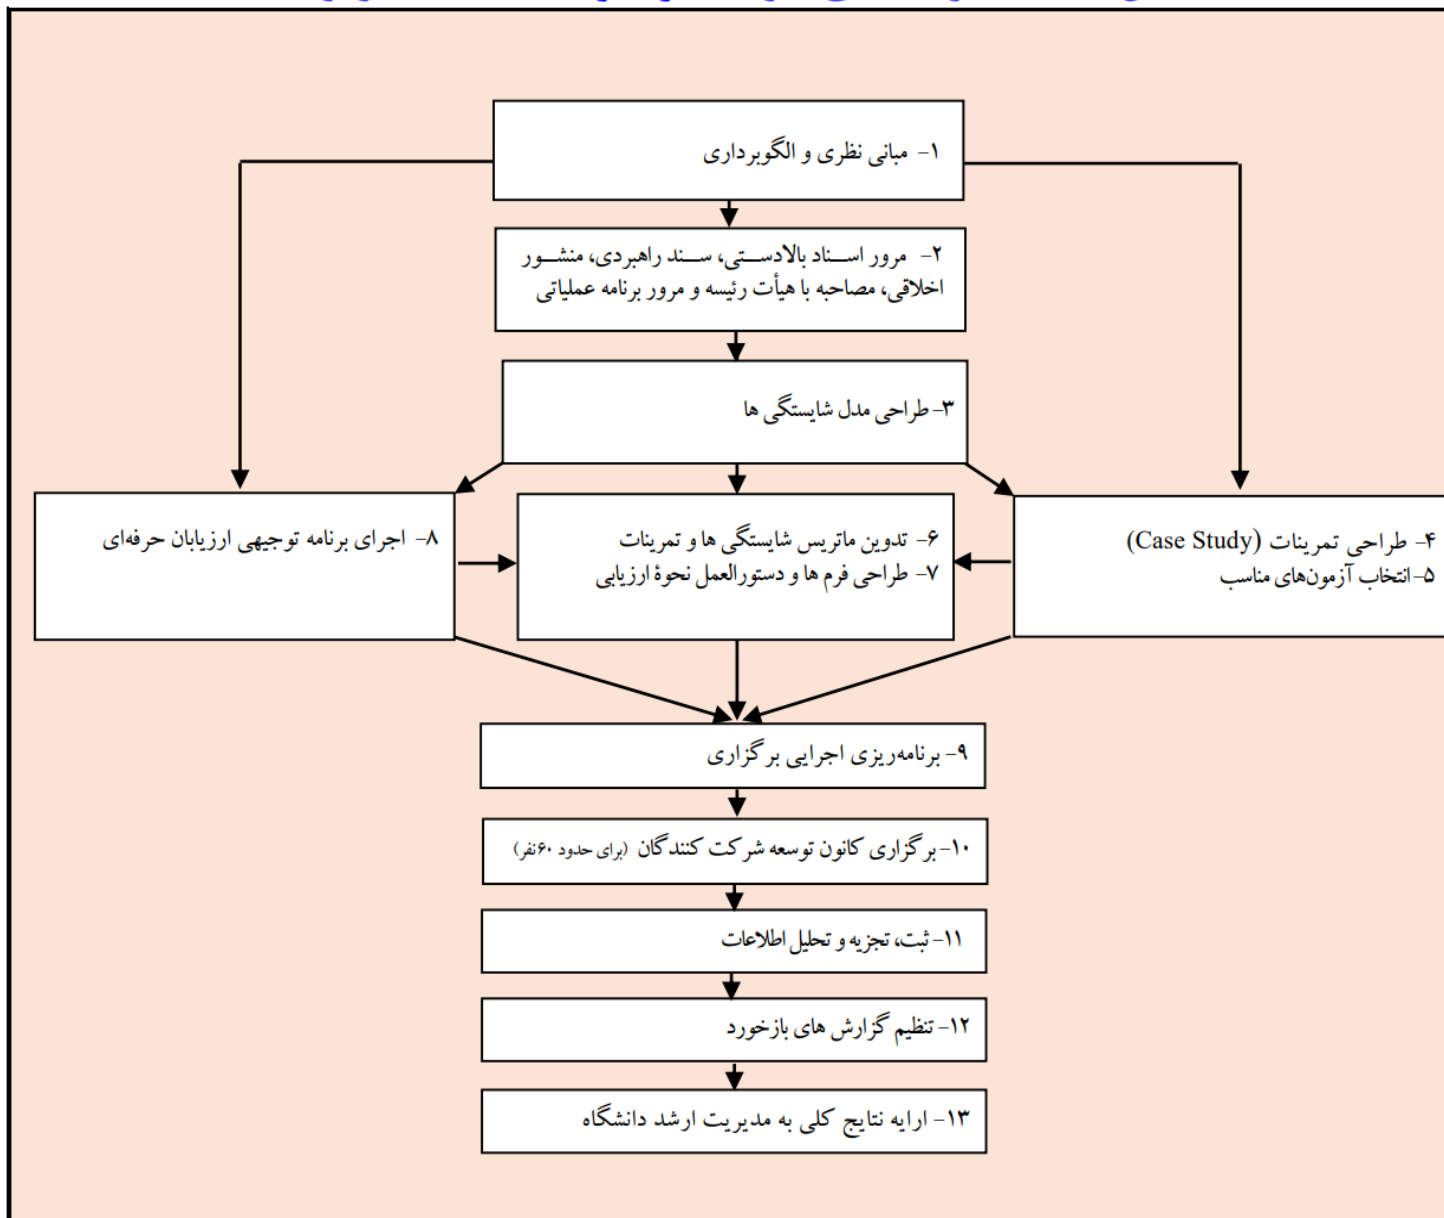 ۱- مبانی نظری و الگوبرداری
۲- مرور اسناد بالادستی، سند راهبردی، منشور
اخلاقی، مصاحبه با هیأت رئیسه و مرور برنامه عملیاتی
۳- طراحی مدل شایستگی ها
۴- طراحی تمرینات (Case Study)
۵- انتخاب آزمون‌های مناسب
۶- تدوین ماتریس شایستگی ها و تمرینات
۷- طراحی فرم ها و دستورالعمل نحوۀ ارزیابی
۸- اجرای برنامه توجیهی ارزیابان حرفه‌ای
۹- برنامه‌ریزی اجرایی برگزاری
۱۰- برگزاری کانون توسعه شرکت کنندگان (برای حدود ۶۰ نفر)
۱۱- ثبت، تجزیه و تحلیل اطلاعات
۱۲- تنظیم گزارش های بازخورد
۱۳- ارایه نتایج کلی به مدیریت ارشد دانشگاه